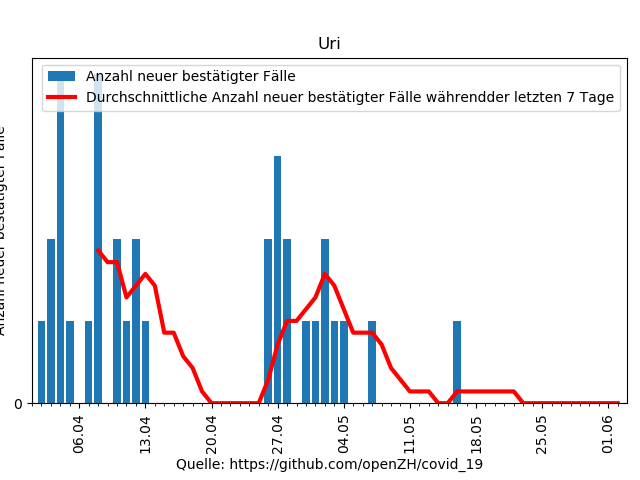 Uri
Anzahl neuer bestätigter Fälle
Durchschnittliche Anzahl neuer bestätigter Fälle währendder letzten 7 Tage
Anzahl neuer bestätigter Fälle
0
06.04 13.04 20.04 27.04 04.05 11.05 18.05 25.05 01.06
Quelle: https://github.com/openZH/covid_19